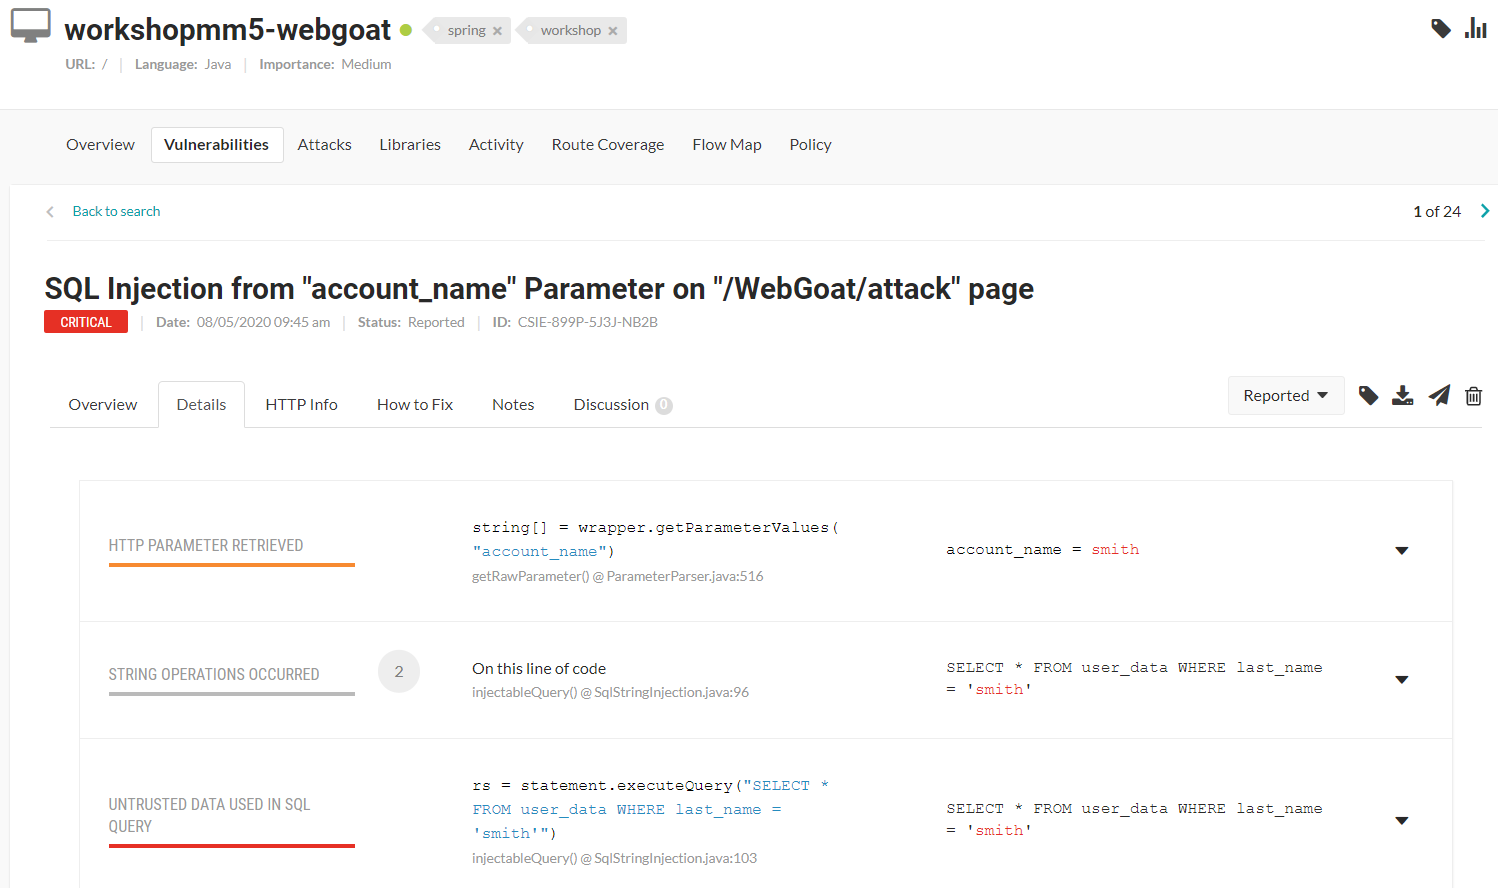 workshopmm5-webgoat spring × workshop ×
URL: / | Language: Java | Importance: Medium
Overview Vulnerabilities Attacks Libraries Activity Route Coverage Flow Map Policy
Back to search 1 of 24
SQL Injection from "account_name" Parameter on "/WebGoat/attack" page
CRITICAL | Date: 08/05/2020 09:45 am | Status: Reported | ID: CSIE-899P-5J3J-NB2B
Overview Details HTTP Info How to Fix Notes Discussion 0 Reported
HTTP PARAMETER RETRIEVED
string[] = wrapper.getParameterValues(
"account_name")
getRawParameter() @ ParameterParser.java:516
account_name = smith
STRING OPERATIONS OCCURRED
2
On this line of code
injectableQuery() @ SqlStringInjection.java:96
SELECT * FROM user_data WHERE last_name
= 'smith'
UNTRUSTED DATA USED IN SQL
QUERY
rs = statement.executeQuery("SELECT *
FROM user_data WHERE last_name =
'smith'")
injectableQuery() @ SqlStringInjection.java:103
SELECT * FROM user_data WHERE last_name
= 'smith'